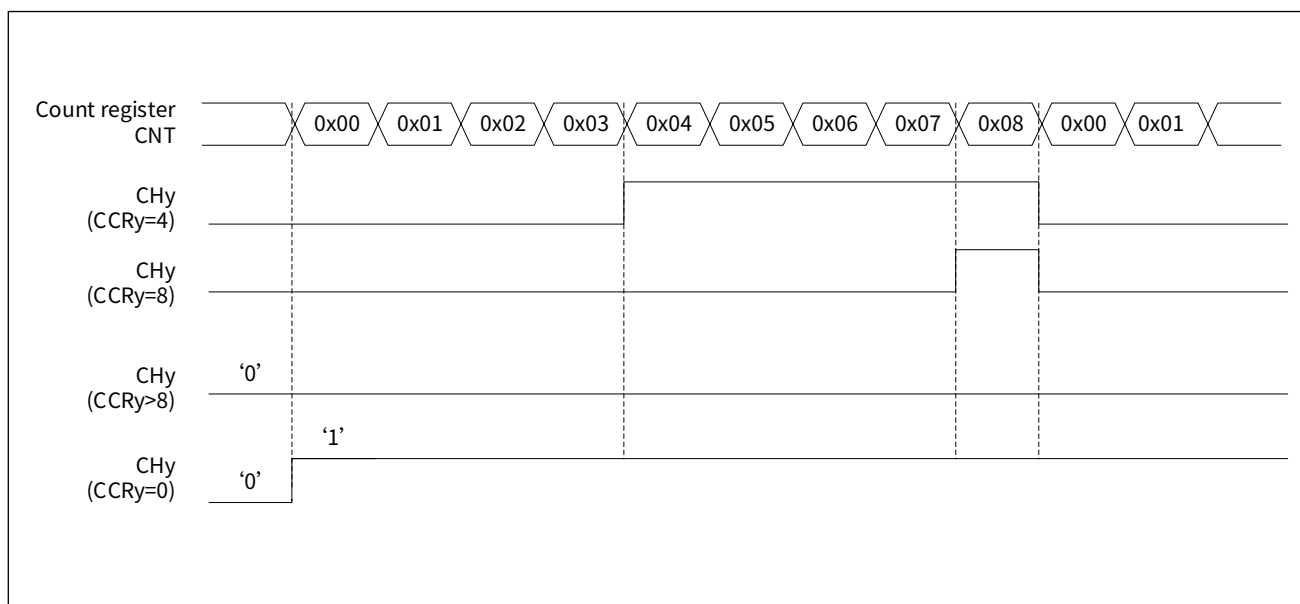 Count register
CNT
0x00 0x01 0x02 0x03 0x04 0x05 0x06 0x07 0x08 0x00 0x01
CHy
(CCRy=4)
CHy
(CCRy=8)
CHy
(CCRy>8)
‘0’
‘1’
CHy
(CCRy=0)
‘0’